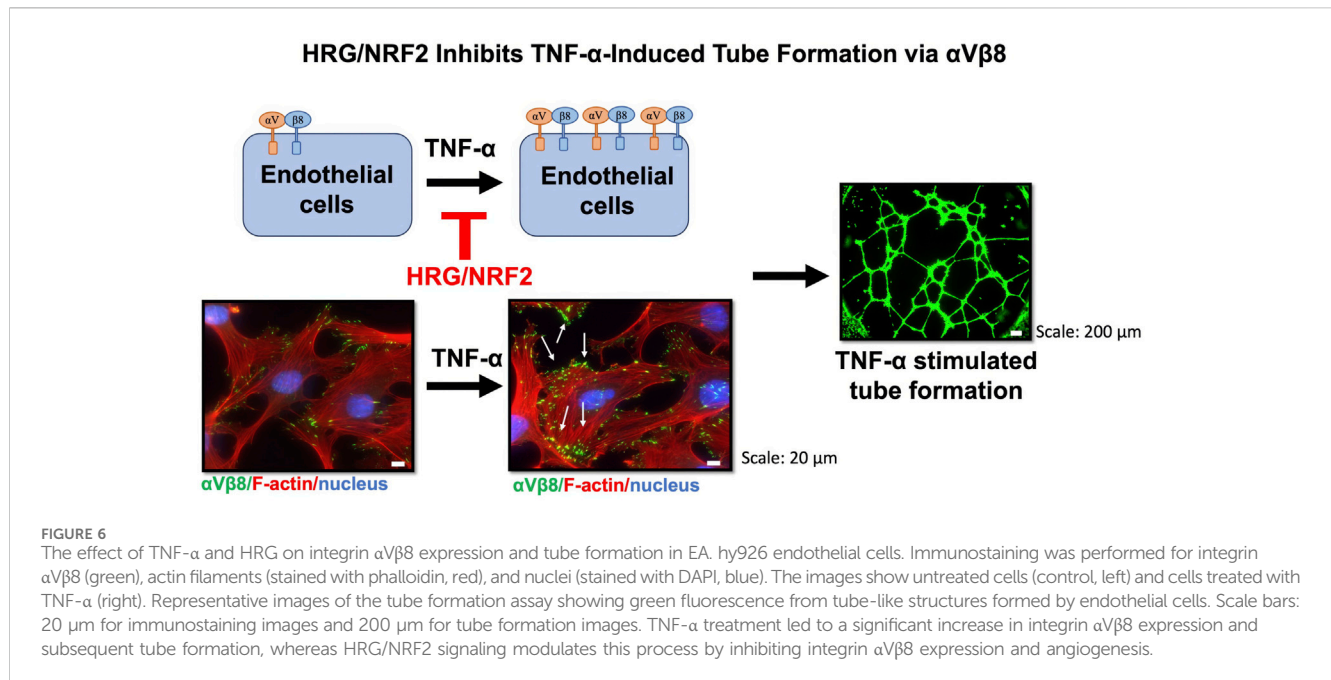 HRG/NRF2 Inhibits TNF-α-Induced Tube Formation via αVβ8
αV β8
αV β8 αV β8 αV β8
Endothelial
cells
TNF-α
Endothelial
cells
HRG/NRF2
TNF-α
Scale: 200 μm
TNF-α stimulated
tube formation
Scale: 20 μm
αVβ8/F-actin/nucleus
αVβ8/F-actin/nucleus
FIGURE 6
The effect of TNF-α and HRG on integrin αVβ8 expression and tube formation in EA. hy926 endothelial cells. Immunostaining was performed for integrin
αVβ8 (green), actin filaments (stained with phalloidin, red), and nuclei (stained with DAPI, blue). The images show untreated cells (control, left) and cells treated with
TNF-α (right). Representative images of the tube formation assay showing green fluorescence from tube-like structures formed by endothelial cells. Scale bars:
20 μm for immunostaining images and 200 μm for tube formation images. TNF-α treatment led to a significant increase in integrin αVβ8 expression and
subsequent tube formation, whereas HRG/NRF2 signaling modulates this process by inhibiting integrin αVβ8 expression and angiogenesis.